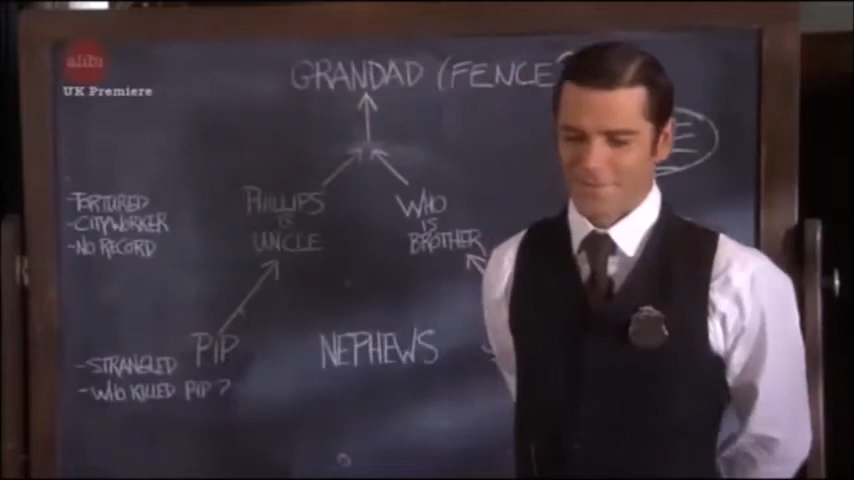 alibi
UK Premiere
GRANDAD (FENCE?
-TORTURED
-CITYWORKER
-NO RECORD
PHILLIPS
IS
UNCLE
WHO
IS
BROTHER
PIP
NEPHEWS
-STRANGLED
-WHO KILLED PIP?